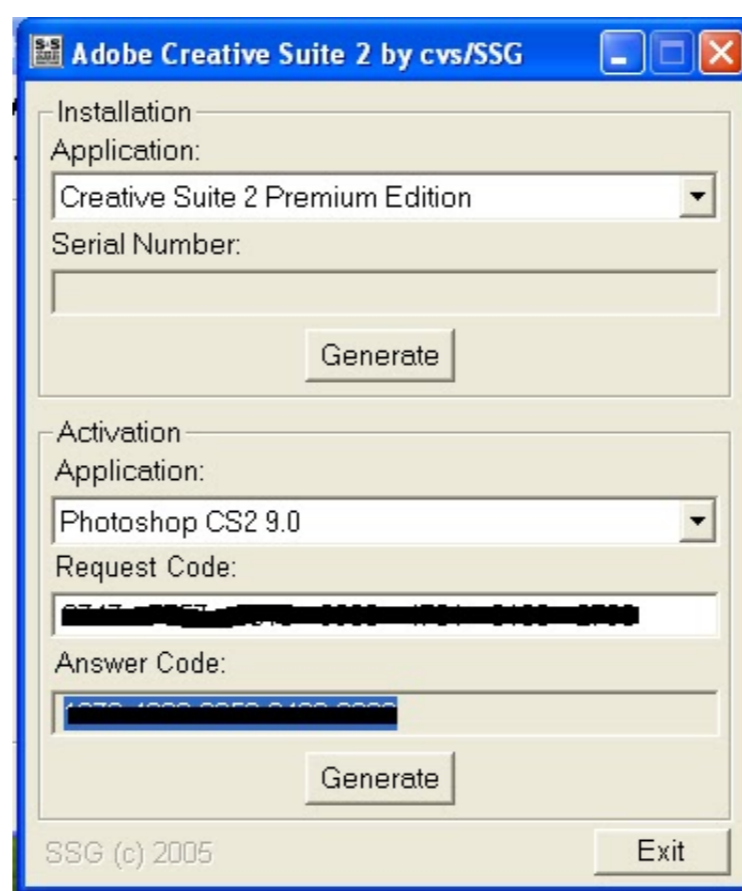 Adobe Creative Suite 2 by cvs/SSG
Installation
Application:
Creative Suite 2 Premium Edition
Serial Number:
Generate
Activation
Application:
Photoshop CS2 9.0
Request Code:
Answer Code:
Generate
SSG (c) 2005
Exit